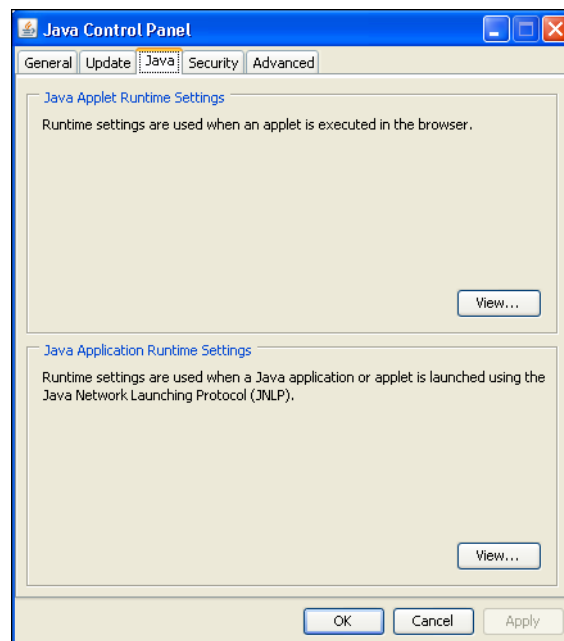 Java Control Panel
General Update Java Security Advanced
Java Applet Runtime Settings
Runtime settings are used when an applet is executed in the browser.
View...
Java Application Runtime Settings
Runtime settings are used when a Java application or applet is launched using the
Java Network Launching Protocol (JNLP).
View...
OK Cancel Apply